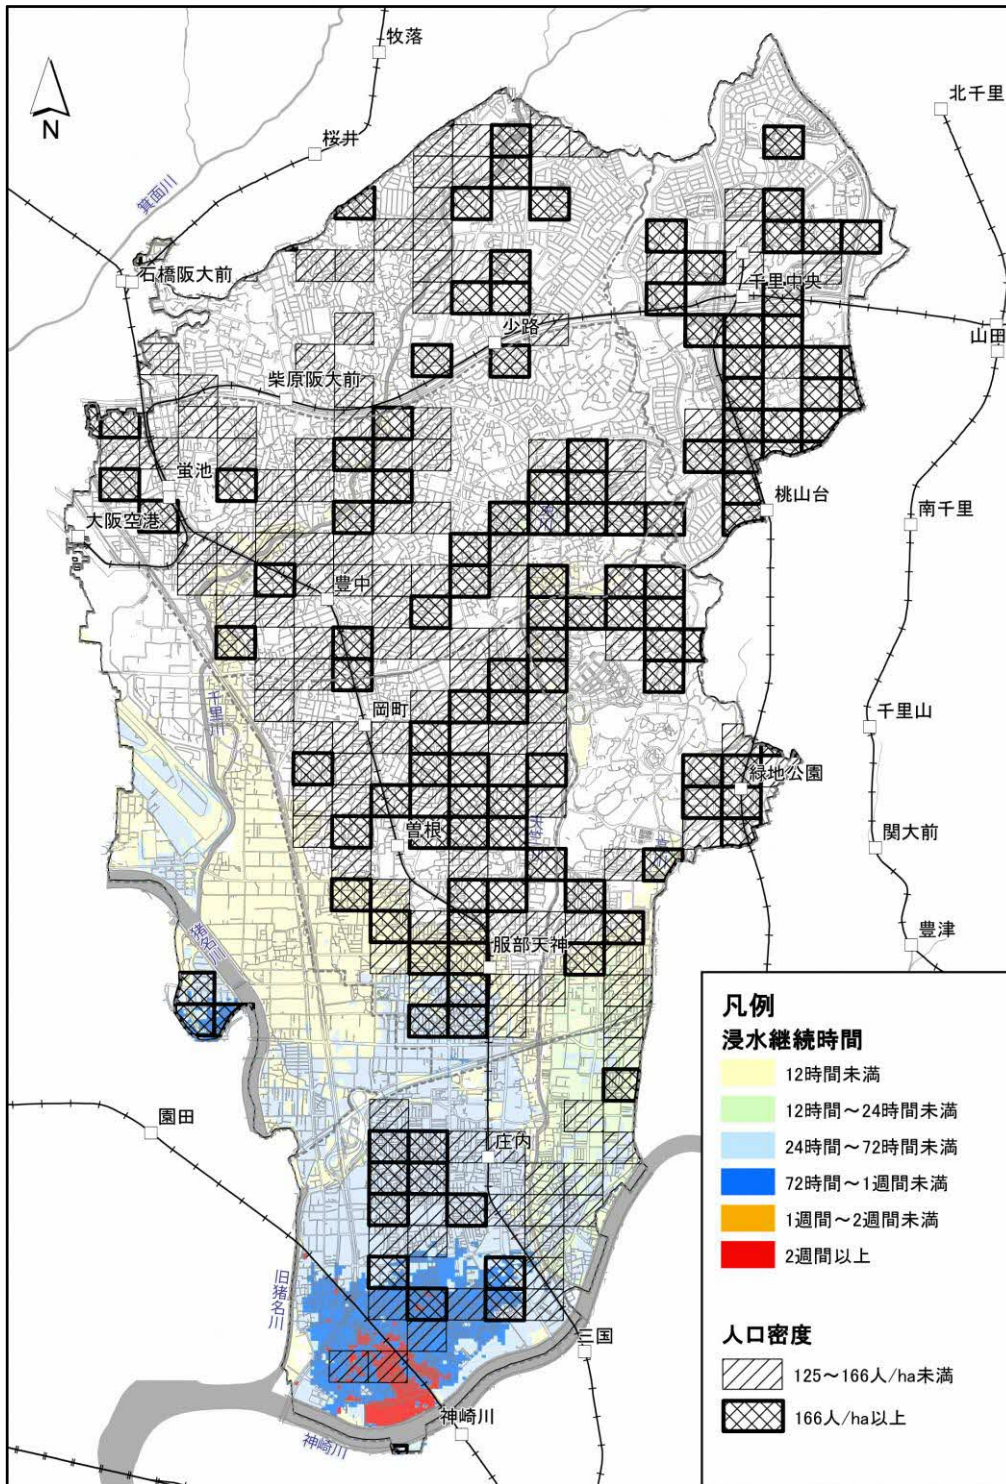 牧落
北千里
N
桜井
箕面川
石橋阪大前
千里中央
少路
山田
柴原阪大前
蛍池
桃山台
大阪空港
南千里
豊中
岡町
千里山
千里川
緑地公園
曽根
関大前
猪名川
服部天神
豊津
園田
庄内
旧猪名川
三国
神崎川
神崎川
凡例
浸水継続時間
12時間未満
12時間～24時間未満
24時間～72時間未満
72時間～1週間未満
1週間～2週間未満
2週間以上
人口密度
125～166人/ha未満
166人/ha以上